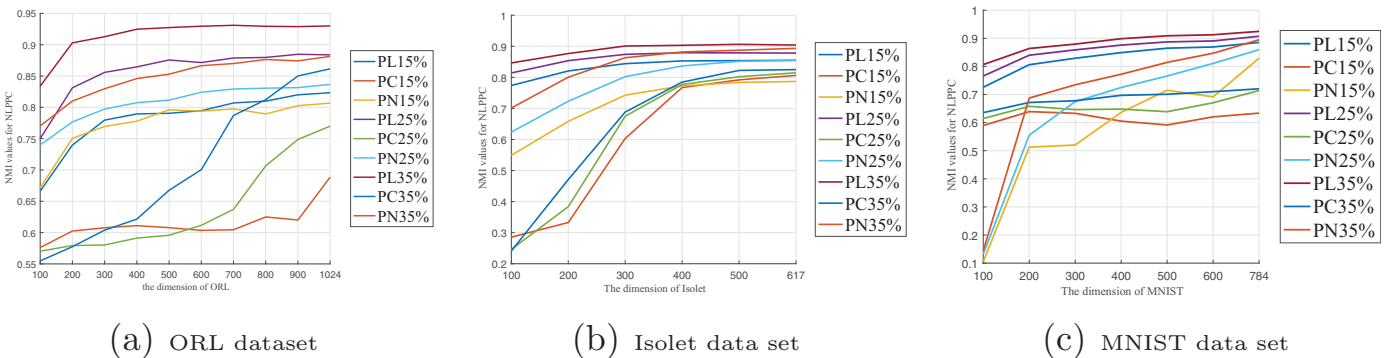 NMI values for NLPPC
0.95
0.9
0.85
0.8
0.75
0.7
0.65
0.6
0.55
100 200 300 400 500 600 700 800 900 1024
the dimension of ORL
PL15%
PC15%
PN15%
PL25%
PC25%
PN25%
PL35%
PC35%
PN35%
(a) ORL dataset
NMI values for NLPPC
1
0.9
0.8
0.7
0.6
0.5
0.4
0.3
0.2
100 200 300 400 500 617
The dimension of Isolet
PL15%
PC15%
PN15%
PL25%
PC25%
PN25%
PL35%
PC35%
PN35%
(b) Isolet data set
NMI values for NLPPC
1
0.9
0.8
0.7
0.6
0.5
0.4
0.3
0.2
0.1
100 200 300 400 500 600 784
The dimension of MNIST
PL15%
PC15%
PN15%
PL25%
PC25%
PN25%
PL35%
PC35%
PN35%
(c) MNIST data set